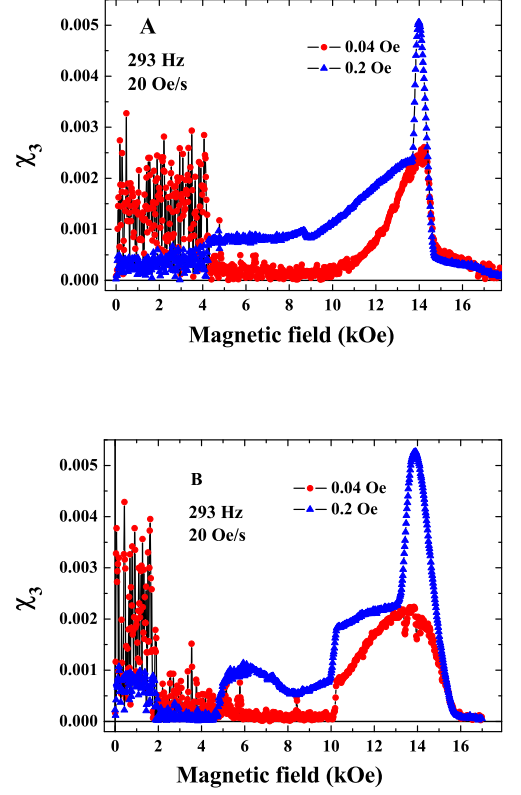 A
293 Hz
20 Oe/s
0.04 Oe
0.2 Oe
0.005
0.004
0.003
0.002
0.001
0.000
χ3
0 2 4 6 8 10 12 14 16
Magnetic field (kOe)
B
293 Hz
20 Oe/s
0.04 Oe
0.2 Oe
0.005
0.004
0.003
0.002
0.001
0.000
χ3
0 2 4 6 8 10 12 14 16
Magnetic field (kOe)